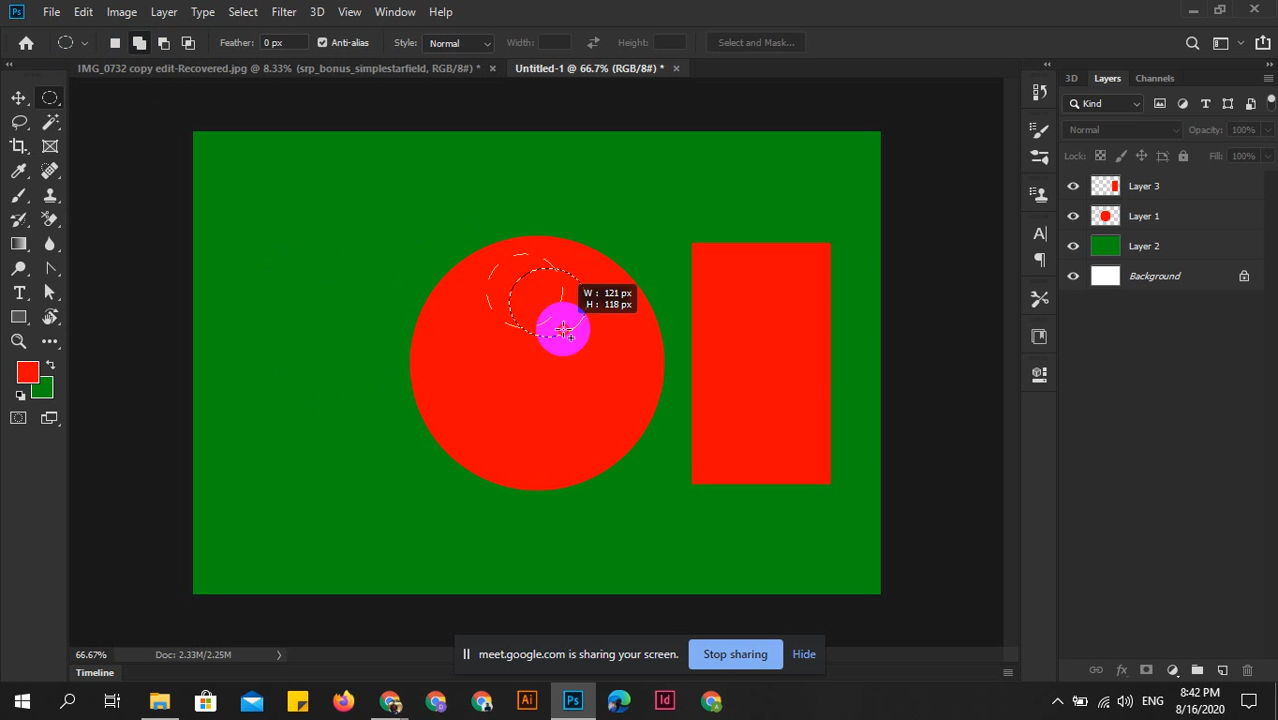 Ps File Edit Image Layer Type Select Filter 3D View Window Help
Feather: 0 px Anti-alias Style: Normal Width: Height: Select and Mask...
IMG_0732 copy edit-Recovered.jpg @ 8.33% (srp_bonus_simplestarfield, RGB/8#) * Untitled-1 @ 66.7% (RGB/8#) *
3D Layers Channels
Kind
Normal Opacity: 100%
Lock: Fill: 100%
Layer 3
Layer 1
Layer 2
Background
W: 121 px
H: 118 px
66.67% Doc: 2.33M/2.25M
meet.google.com is sharing your screen. Stop sharing Hide
Timeline
Ai Ps Id
ENG 8:42 PM
8/16/2020